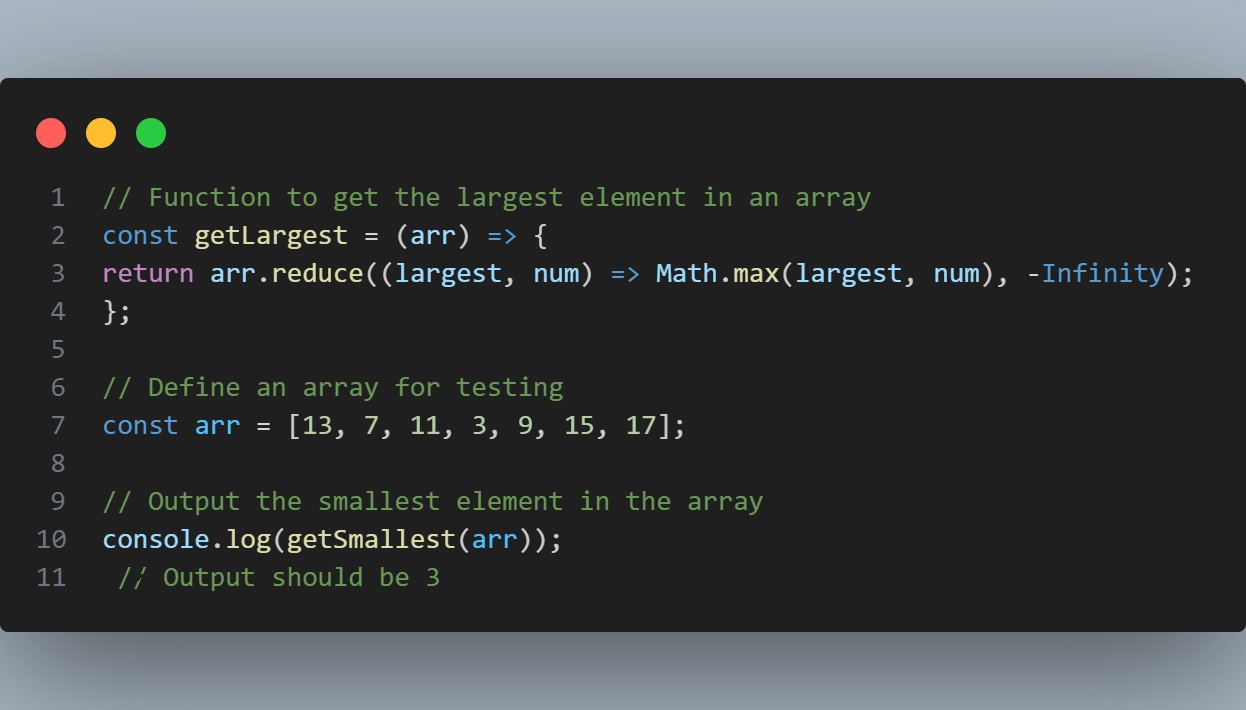 1 // Function to get the largest element in an array
2 const getLargest = (arr) => {
3 return arr.reduce((largest, num) => Math.max(largest, num), -Infinity);
4 };
5
6 // Define an array for testing
7 const arr = [13, 7, 11, 3, 9, 15, 17];
8
9 // Output the smallest element in the array
10 console.log(getSmallest(arr));
11 // Output should be 3